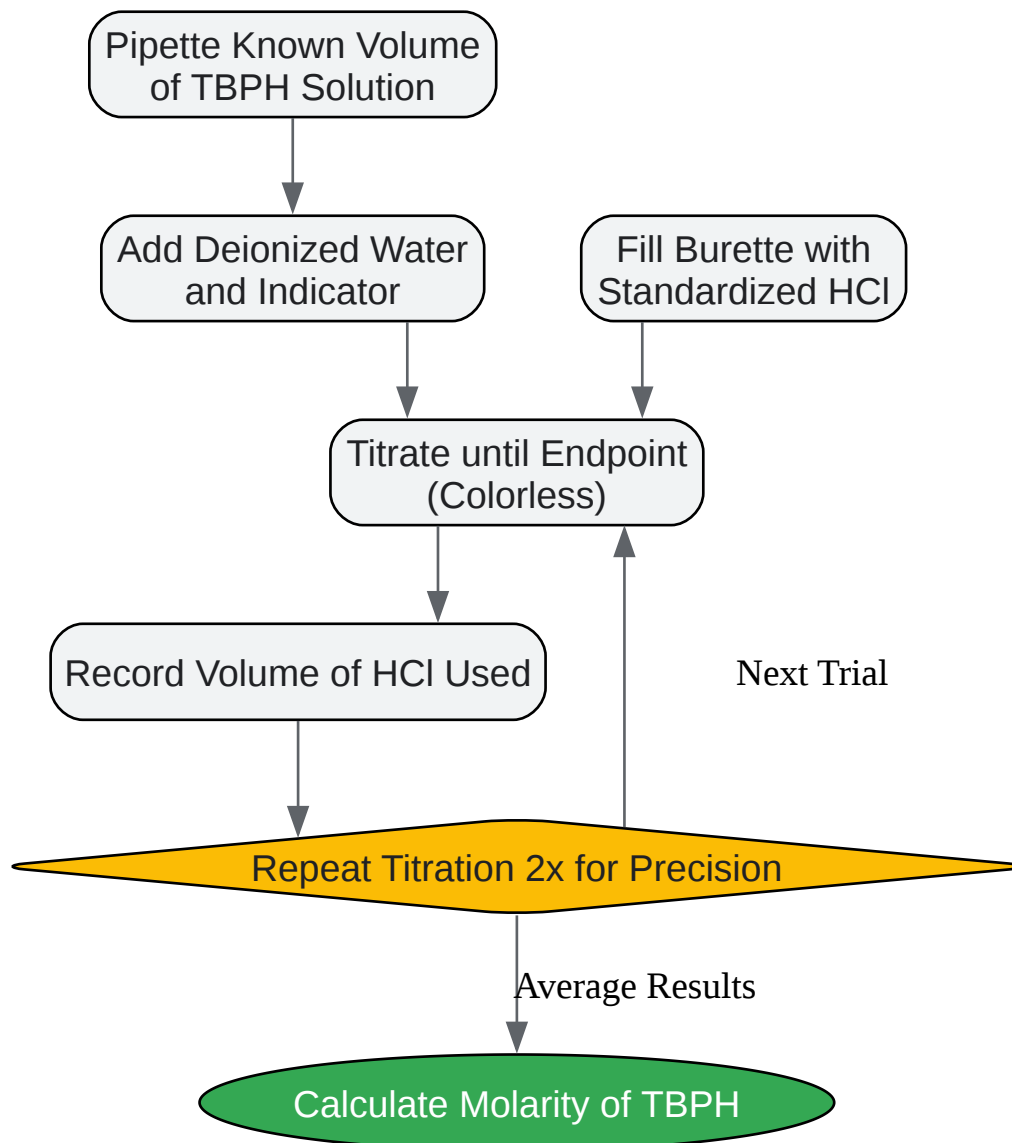 Pipette Known Volume
of TBPH Solution
Add Deionized Water
and Indicator
Fill Burette with
Standardized HCl
Titrate until Endpoint
(Colorless)
Record Volume of HCl Used
Next Trial
Repeat Titration 2x for Precision
Average Results
Calculate Molarity of TBPH